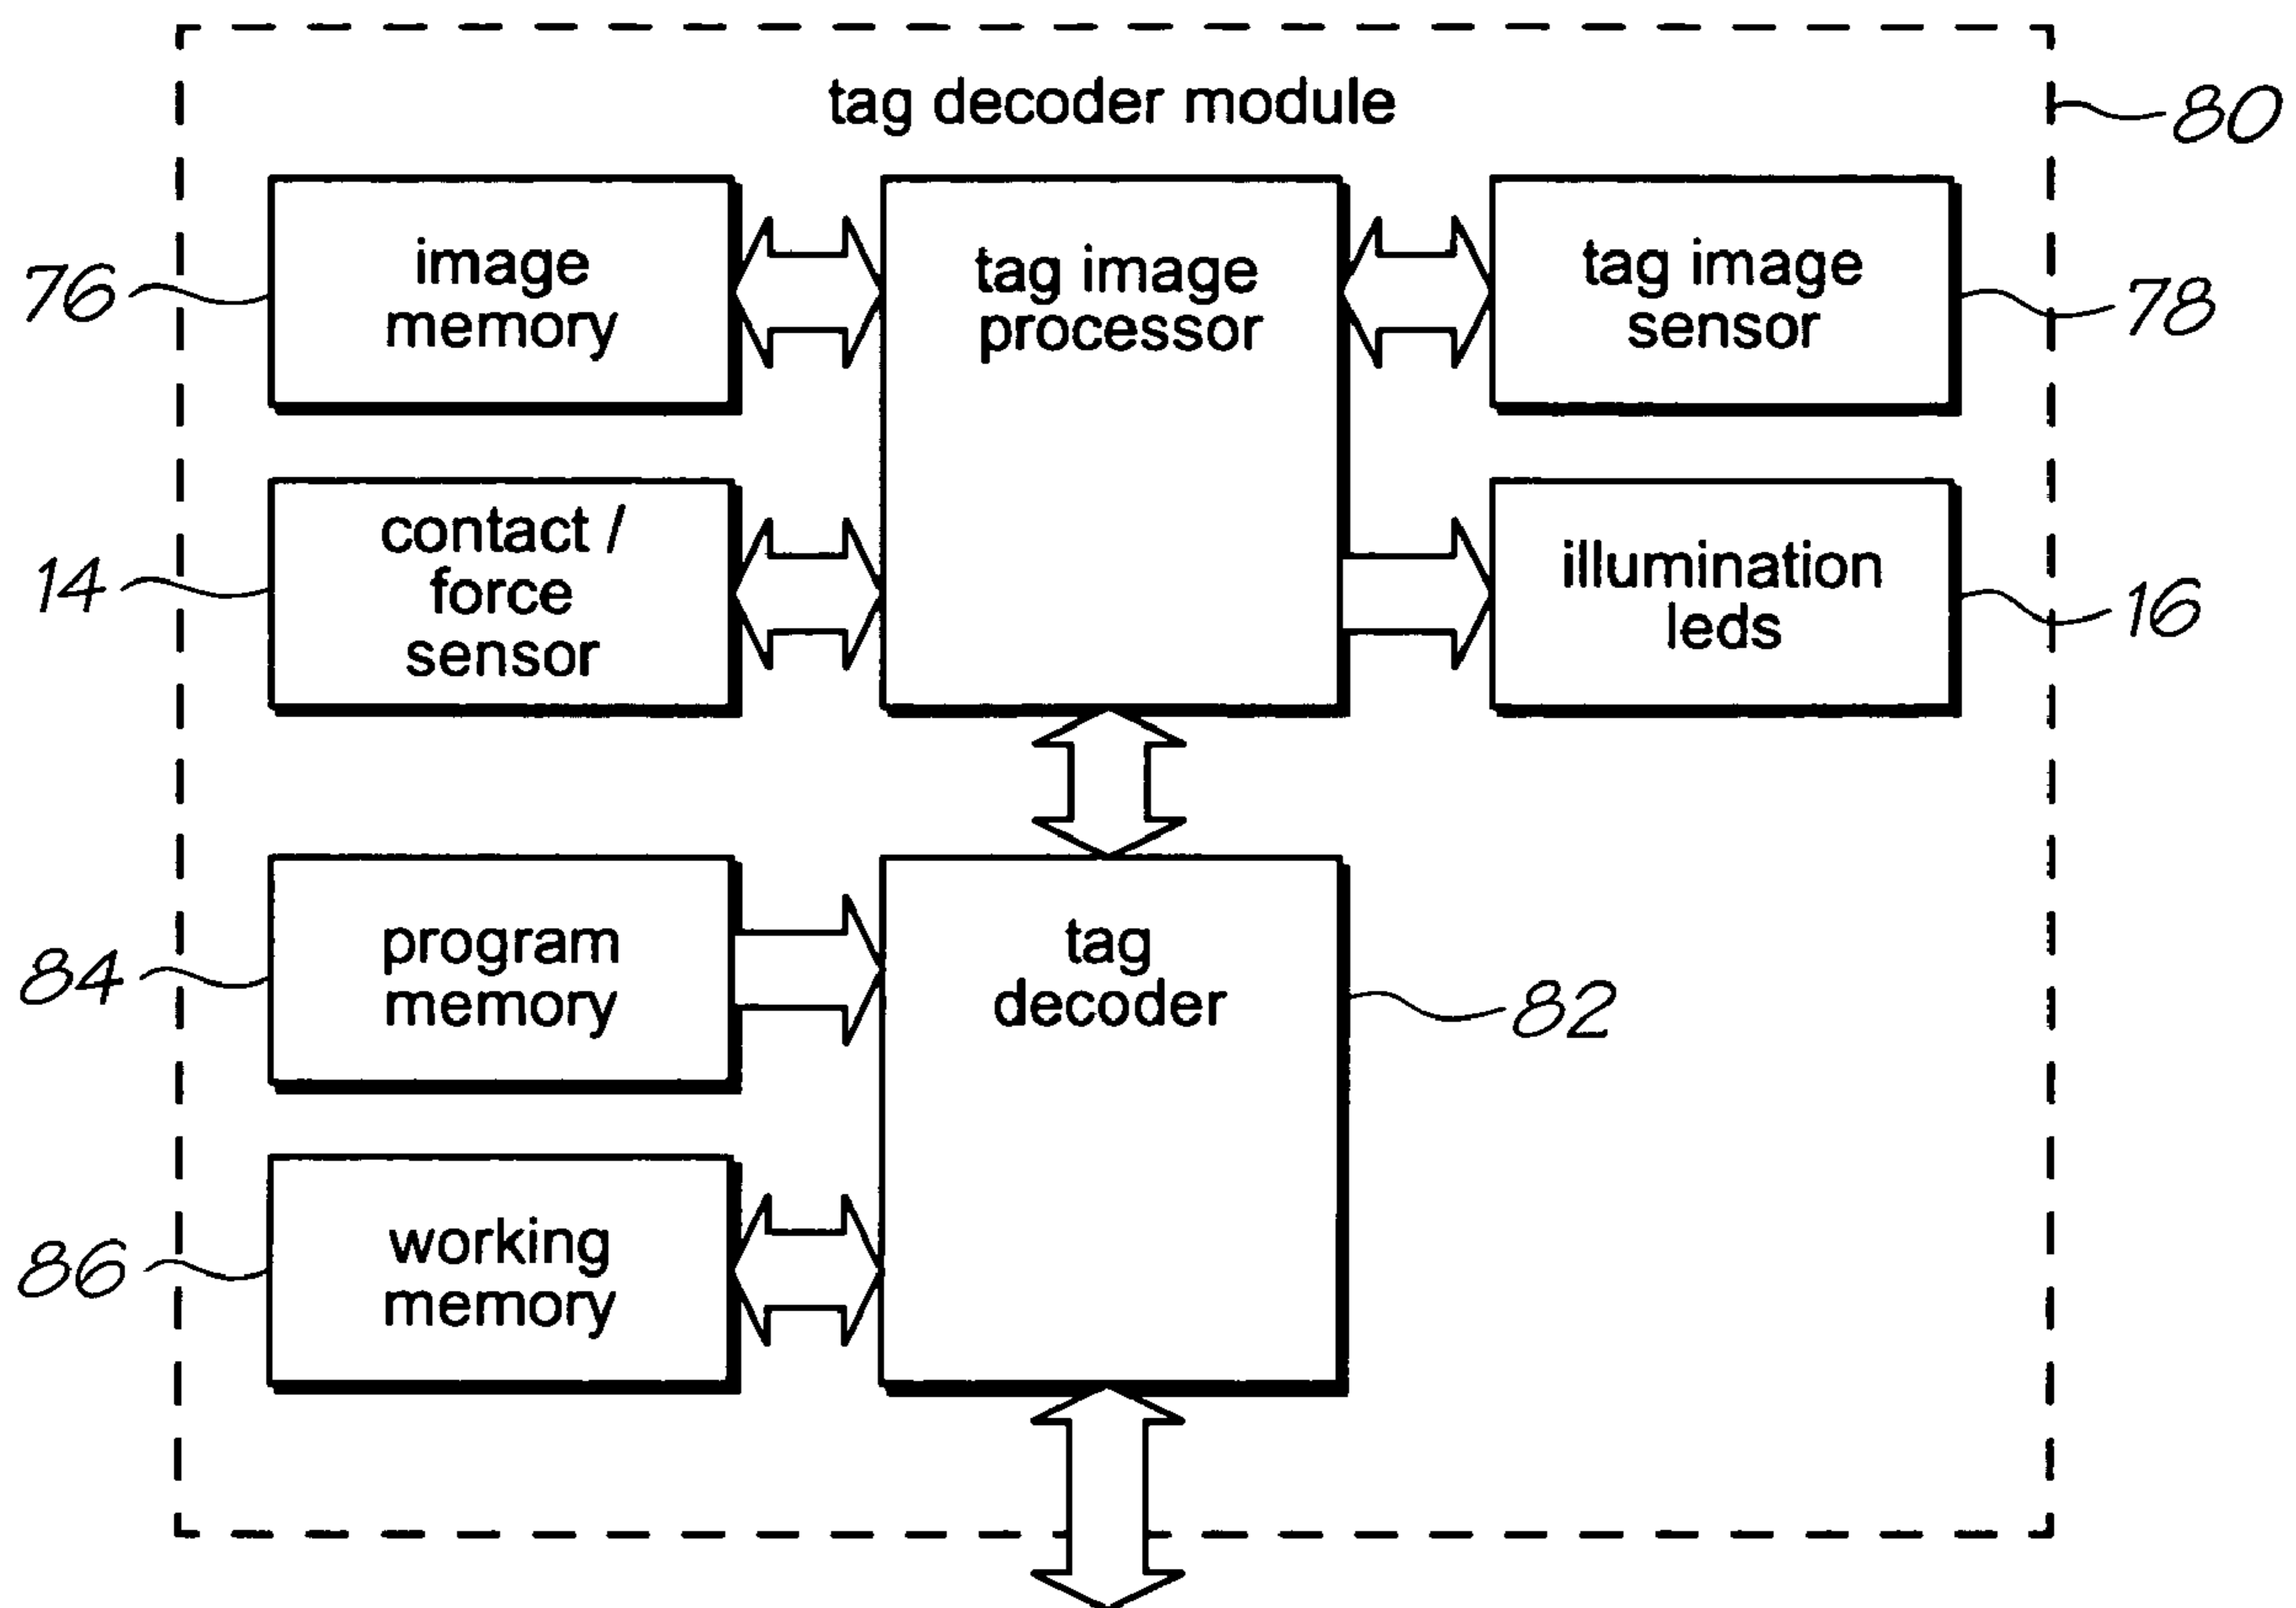 tag decoder module
80
image
memory
76
tag image
processor
tag image
sensor
78
contact /
force
sensor
14
illumination
leds
16
program
memory
84
tag
decoder
82
working
memory
86